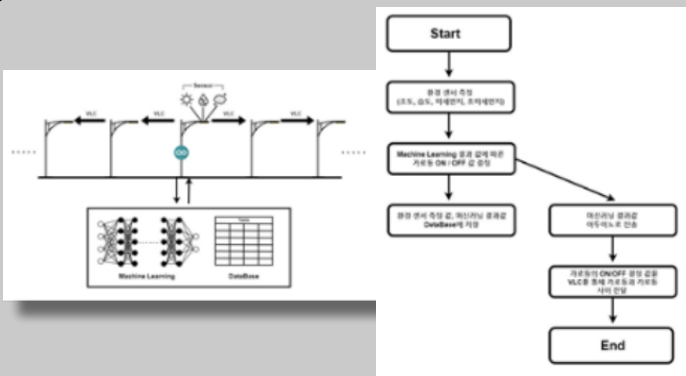 Sensor
VLC
VLC
VLC
VLC
Machine Learning
DataBase
Start
환경 센서 측정
(조도, 습도, 미세먼지, 초미세먼지)
Machine Learning 결과 값에 따른
가로등 ON / OFF 값 결정
환경 센서 측정 값, 머신러닝 결과값
DataBase에 저장
머신러닝 결과값
아두이노로 전송
가로등의 ON/OFF 결정 값을
VLC를 통해 가로등과 가로등
사이 전달
End